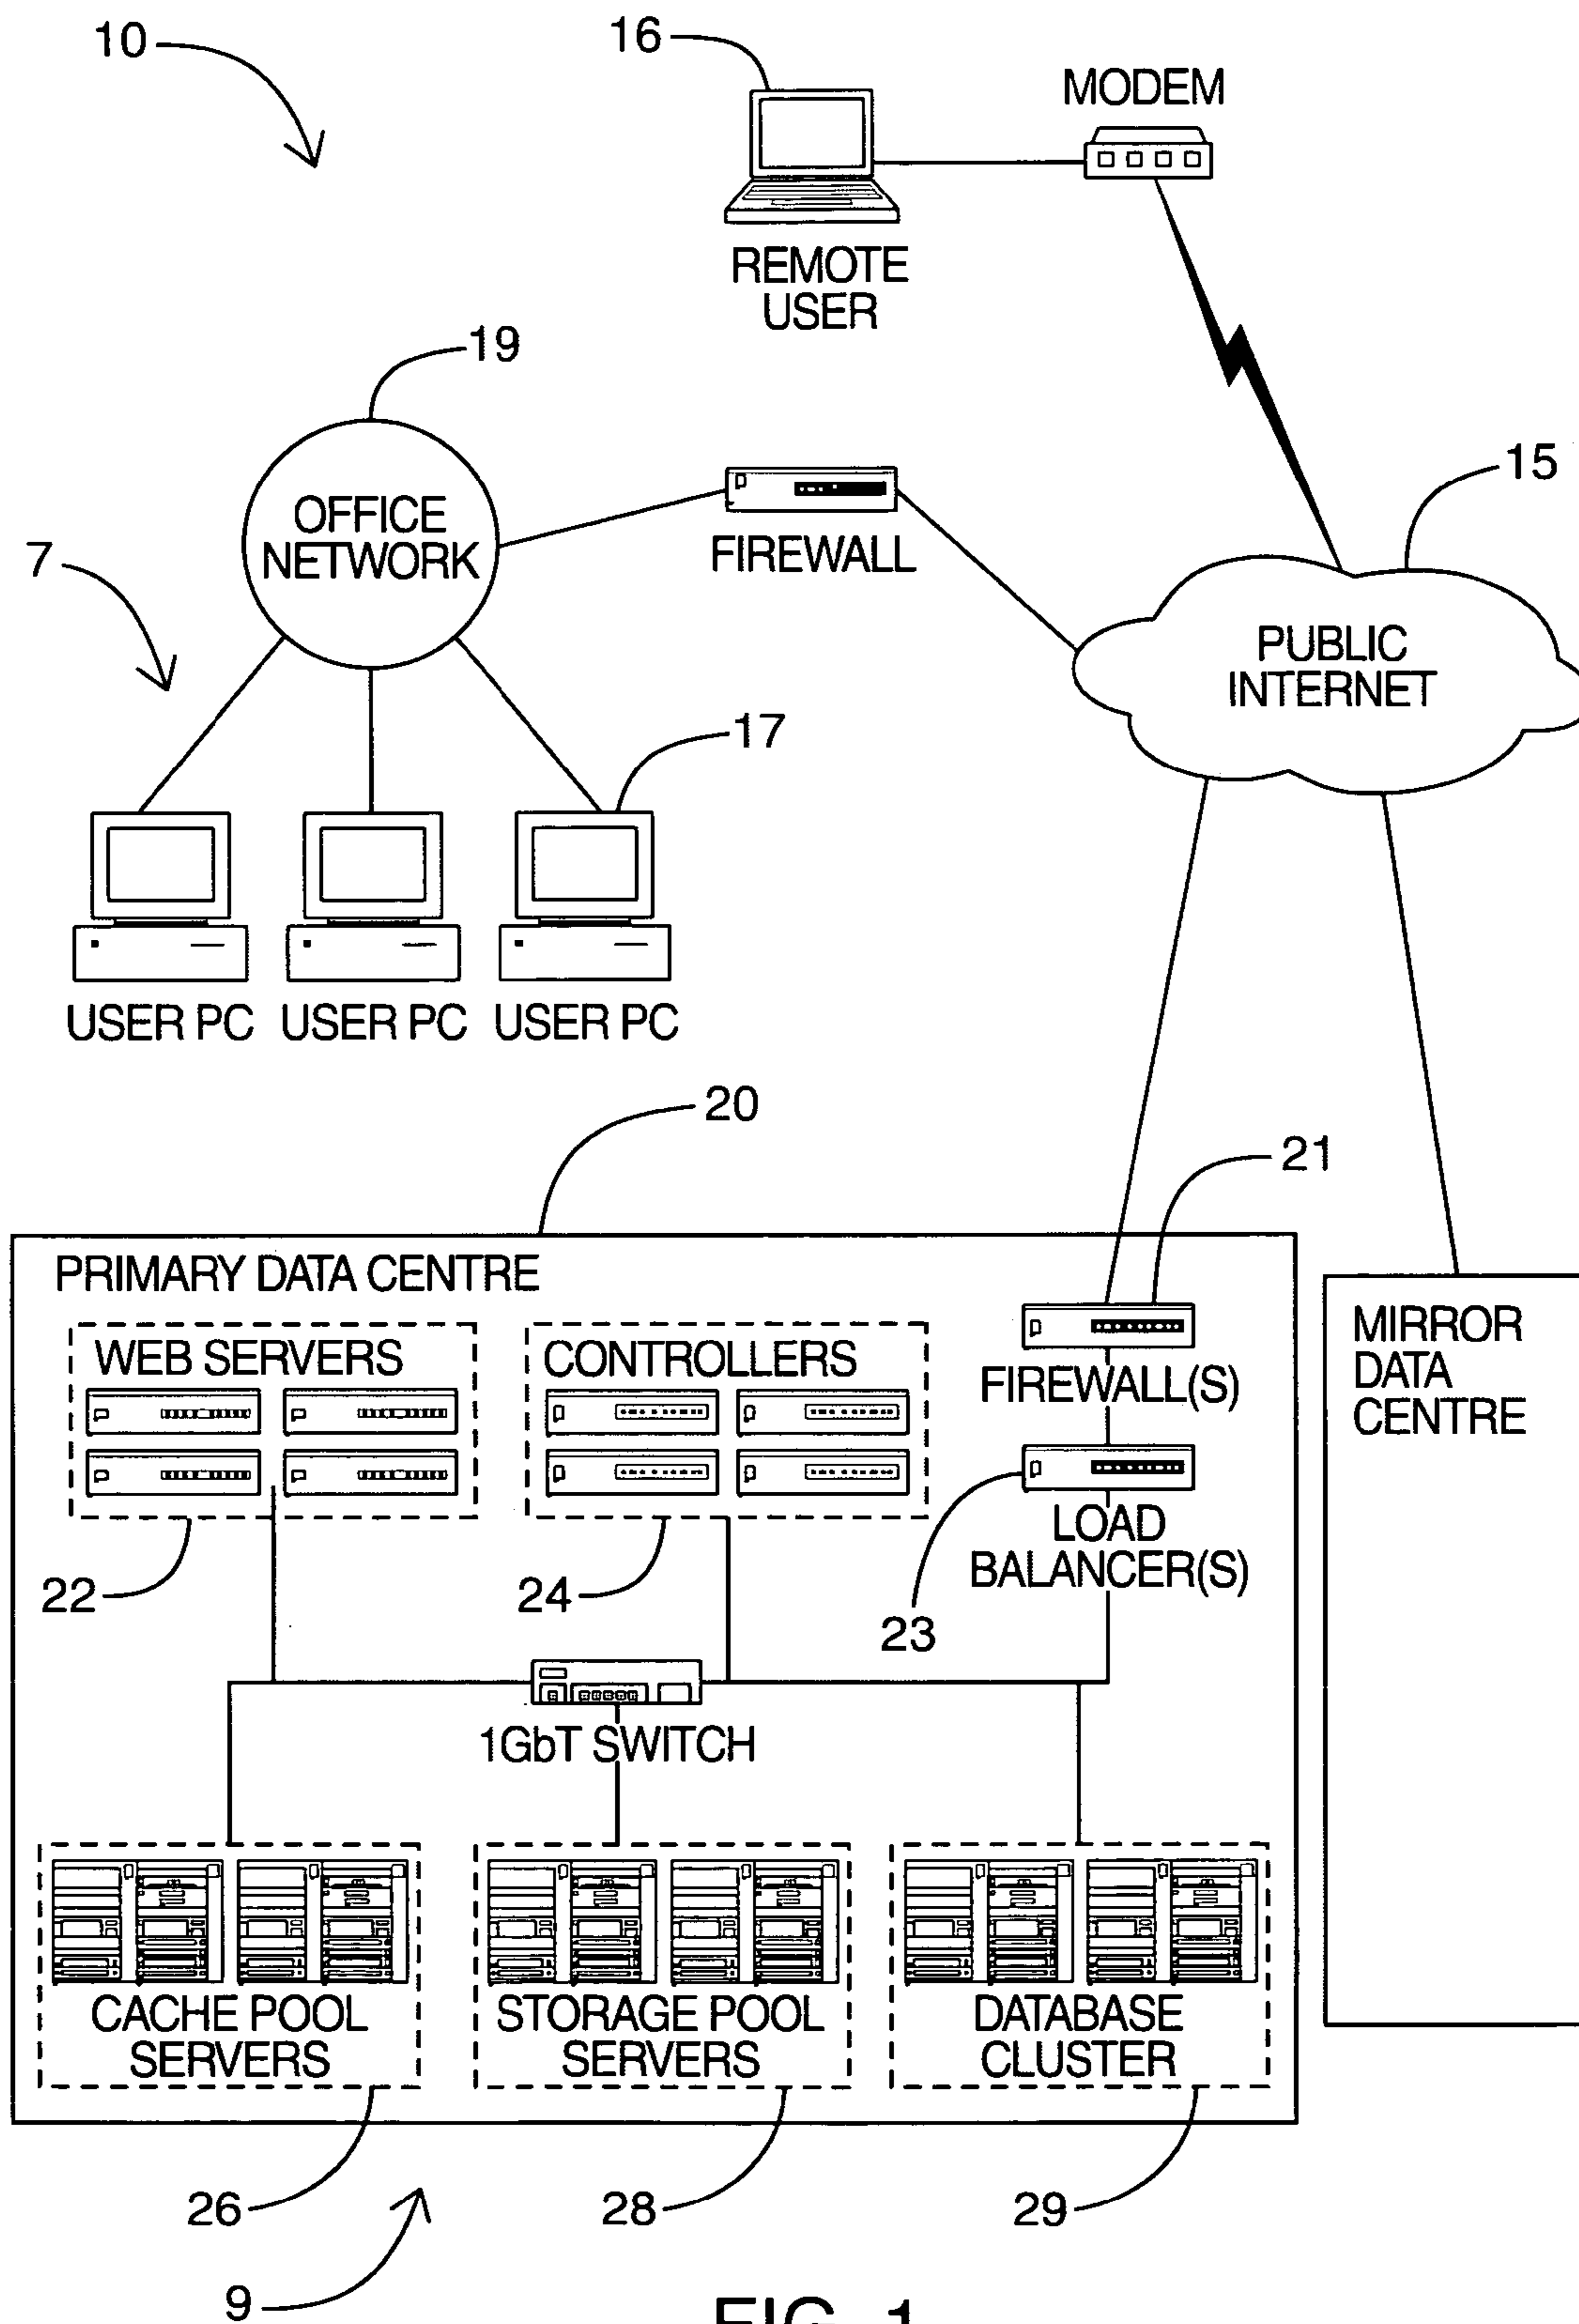 10
16
MODEM
REMOTE
USER
19
OFFICE
NETWORK
FIREWALL
15
7
PUBLIC
INTERNET
17
USER PC
USER PC
USER PC
20
21
PRIMARY DATA CENTRE
WEB SERVERS
CONTROLLERS
FIREWALL(S)
MIRROR
DATA
CENTRE
LOAD
BALANCER(S)
22
24
23
1GbT SWITCH
CACHE POOL
SERVERS
STORAGE POOL
SERVERS
DATABASE
CLUSTER
26
28
29
9
FIG. 1